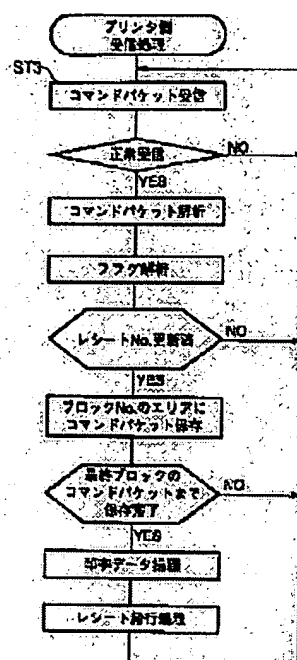 プリンタ側
受信処理
ST3
コマンドパケット受信
正常受信
NO
YES
コマンドパケット解析
フラグ解析
レシートNo.更新済
NO
YES
ブロックNo.のエリアに
コマンドパケット保存
最終ブロックの
コマンドパケットまで
保存完了
NO
YES
印字データ
レシート発行処理